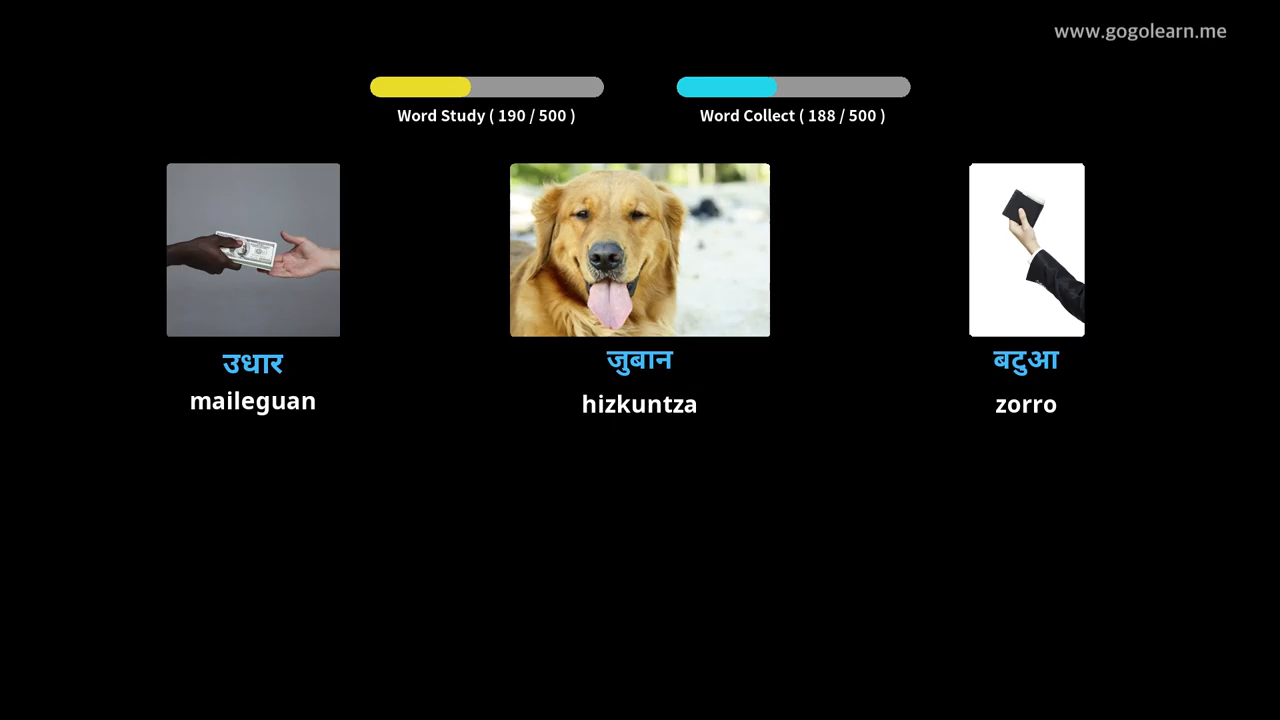 www.gogolearn.me
Word Study ( 190 / 500 )
Word Collect ( 188 / 500 )
उधार
जुबान
बटुआ
maileguan
hizkuntza
zorro